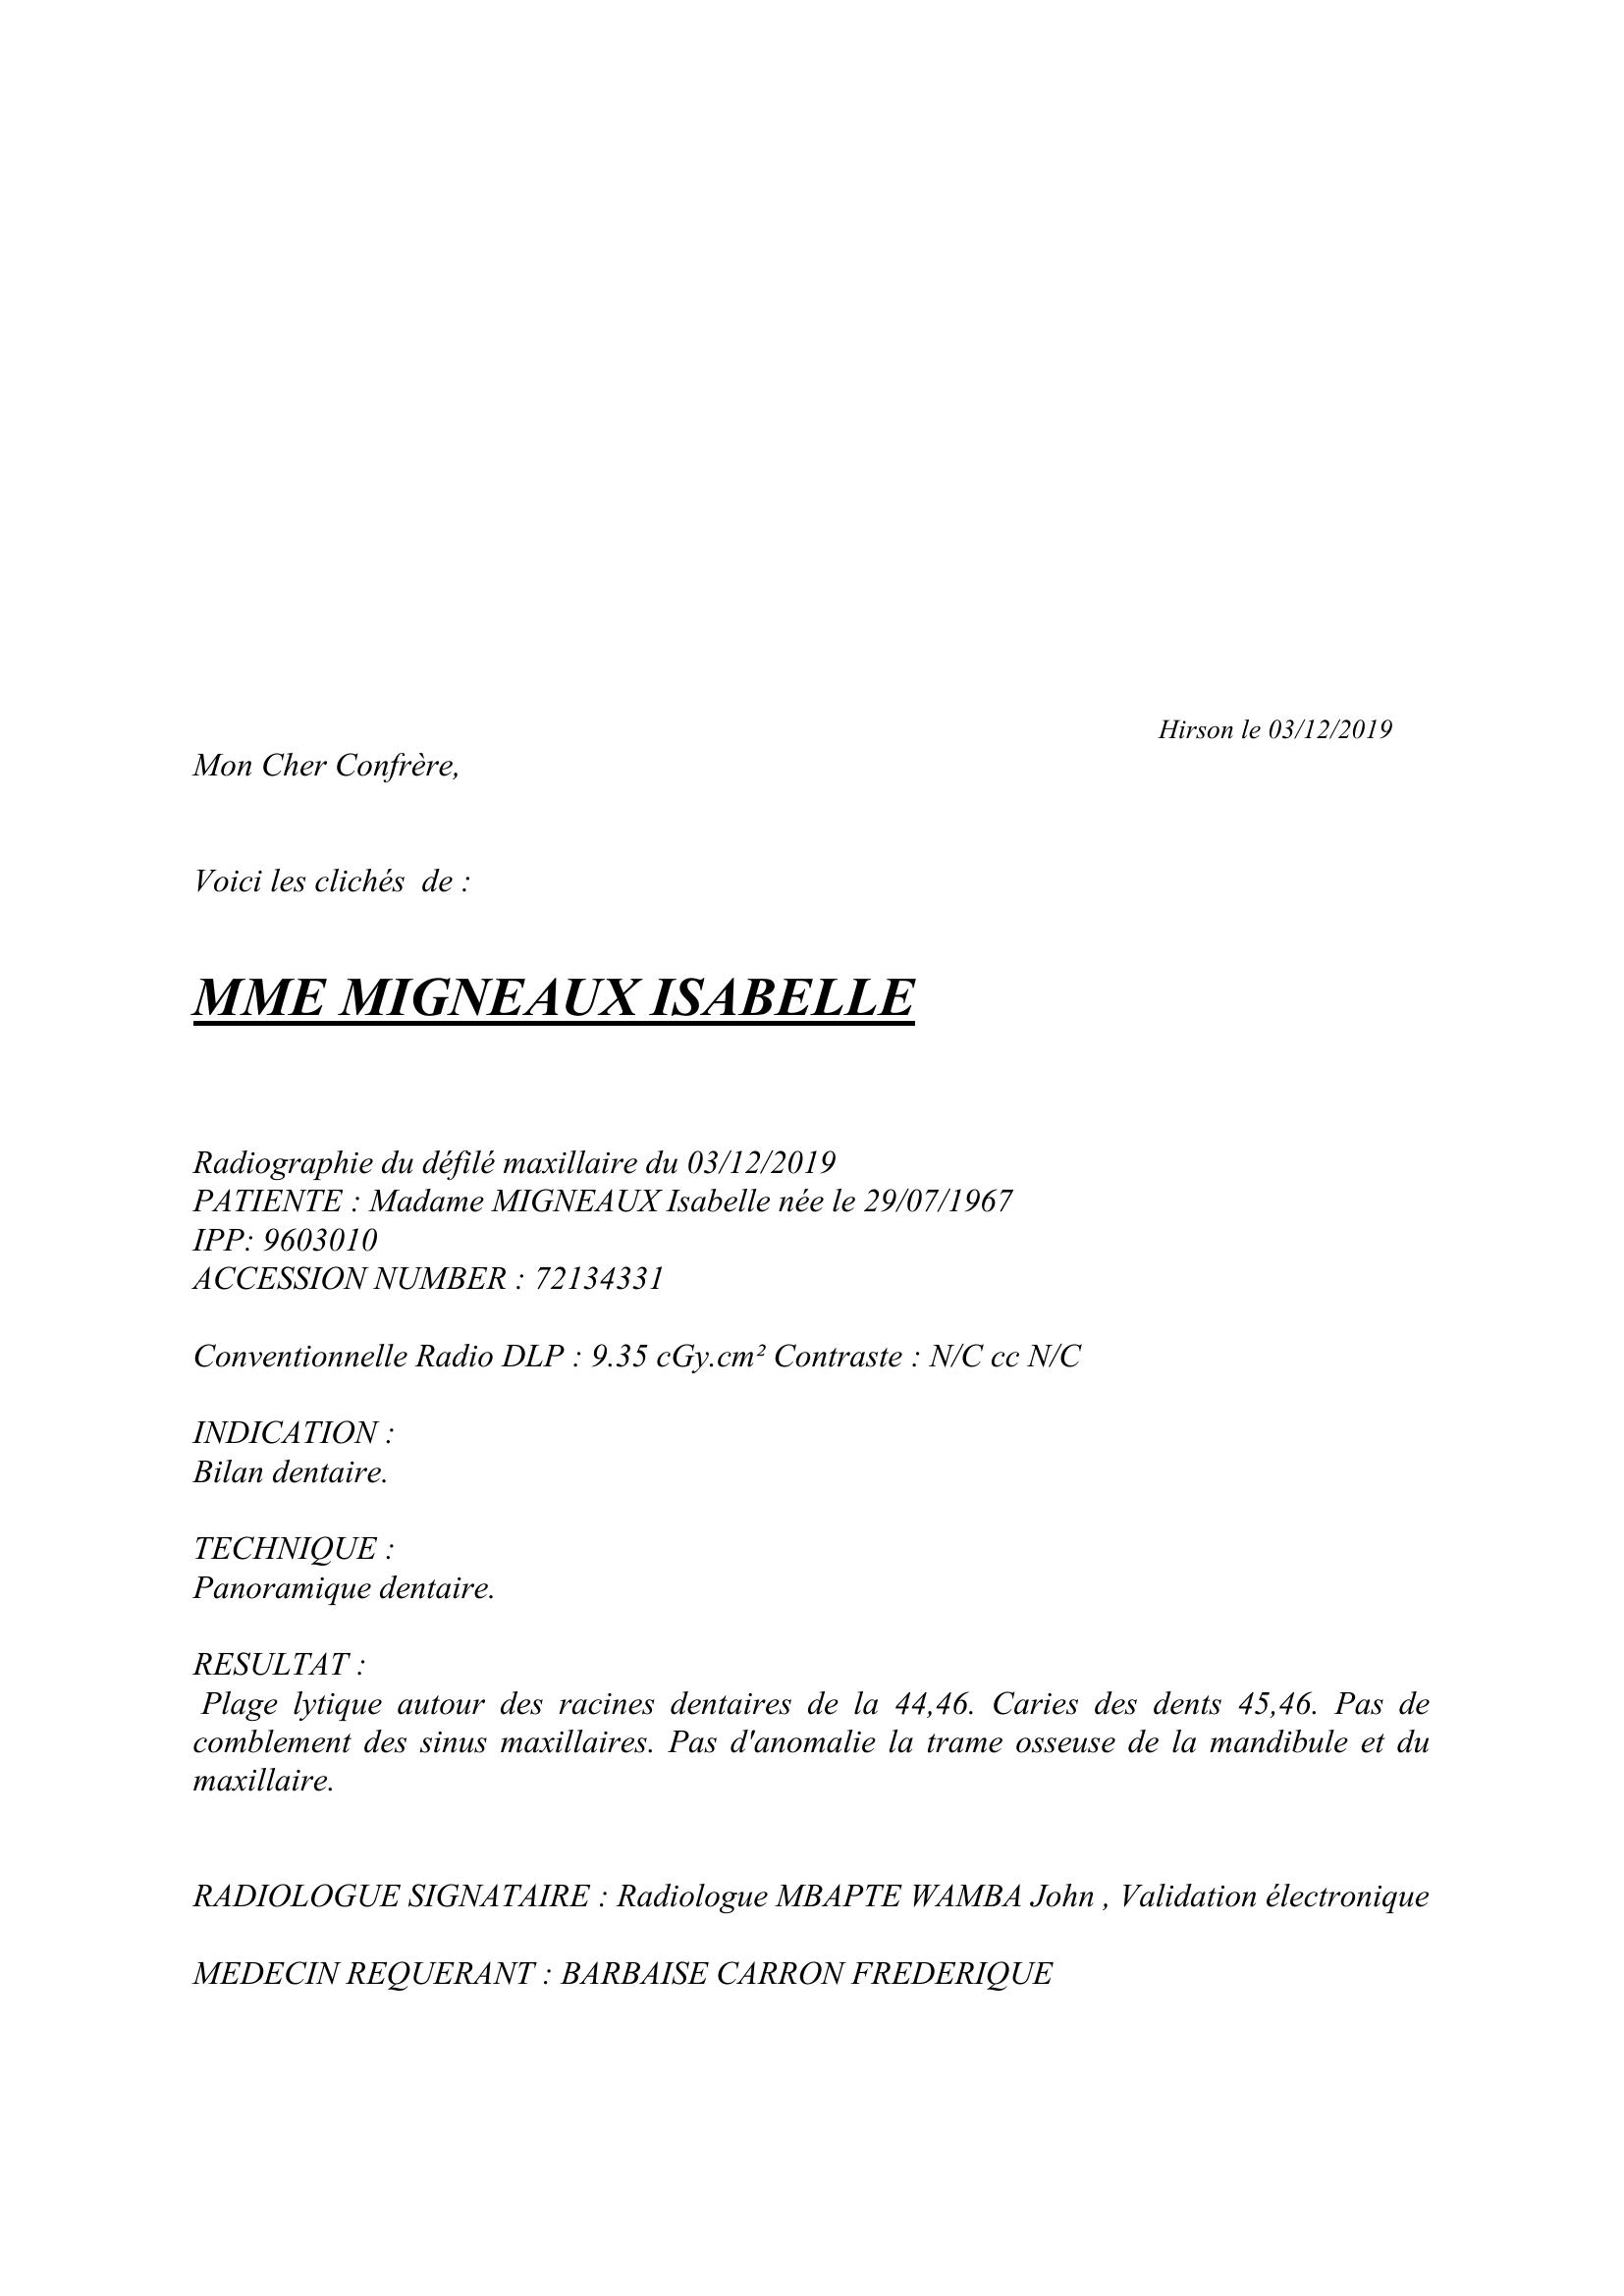 Hirson le 03/12/2019
Mon Cher Confrère,
Voici les clichés  de :
MME MIGNEAUX ISABELLE
Radiographie du défilé maxillaire du 03/12/2019
PATIENTE : Madame MIGNEAUX Isabelle née le 29/07/1967
IPP: 9603010
ACCESSION NUMBER : 72134331
Conventionnelle Radio DLP : 9.35 cGy.cm² Contraste : N/C cc N/C
INDICATION :
Bilan dentaire.
TECHNIQUE :
Panoramique dentaire.
RESULTAT :
Plage lytique autour des racines dentaires de la 44,46. Caries des dents 45,46. Pas de
comblement des sinus maxillaires. Pas d'anomalie la trame osseuse de la mandibule et du
maxillaire.
RADIOLOGUE SIGNATAIRE : Radiologue MBAPTE WAMBA John , Validation électronique
MEDECIN REQUERANT : BARBAISE CARRON FREDERIQUE